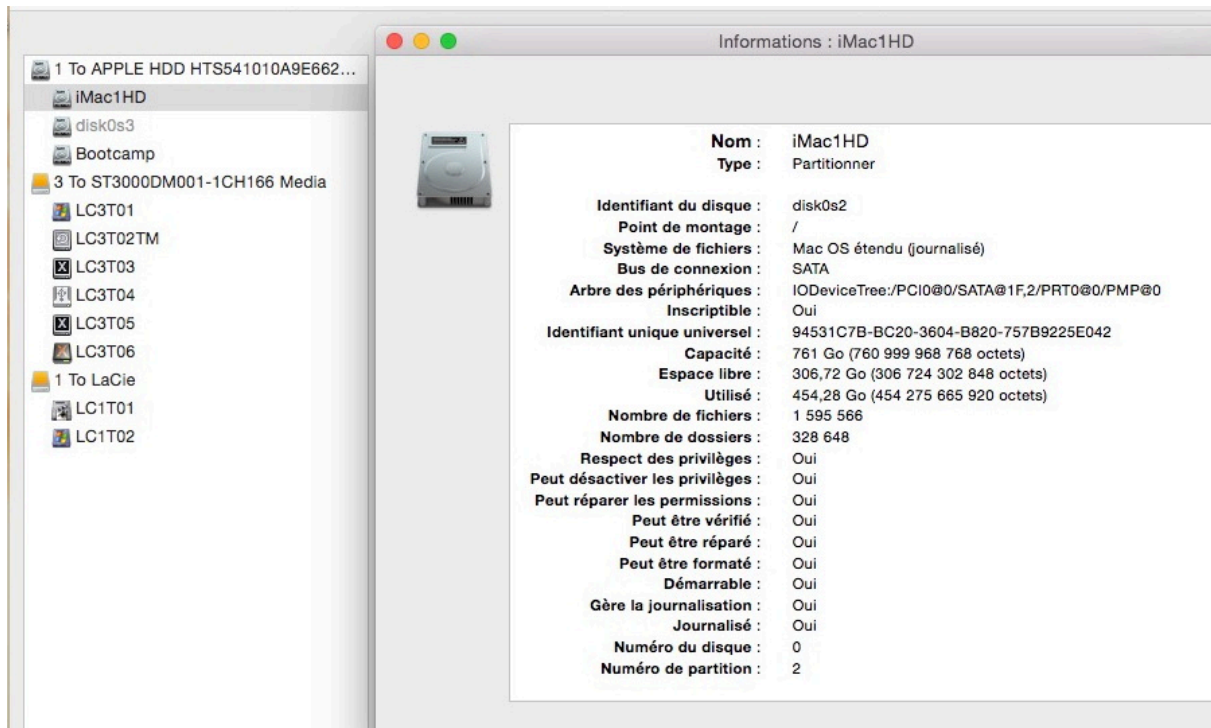 Informations : iMac1HD
1 To APPLE HDD HTS541010A9E662...
iMac1HD
disk0s3
Bootcamp
3 To ST3000DM001-1CH166 Media
LC3T01
LC3T02TM
LC3T03
LC3T04
LC3T05
LC3T06
1 To LaCie
LC1T01
LC1T02
Nom : iMac1HD
Type : Partitionner
Identifiant du disque : disk0s2
Point de montage : /
Système de fichiers : Mac OS étendu (journalisé)
Bus de connexion : SATA
Arbre des périphériques : IODeviceTree:/PCI0@0/SATA@1F,2/PRT0@0/PMP@0
Inscriptible : Oui
Identifiant unique universel : 94531C7B-BC20-3604-B820-757B9225E042
Capacité : 761 Go (760 999 968 768 octets)
Espace libre : 306,72 Go (306 724 302 848 octets)
Utilisé : 454,28 Go (454 275 665 920 octets)
Nombre de fichiers : 1 595 566
Nombre de dossiers : 328 648
Respect des privilèges : Oui
Peut désactiver les privilèges : Oui
Peut réparer les permissions : Oui
Peut être vérifié : Oui
Peut être réparé : Oui
Peut être formaté : Oui
Démarrable : Oui
Gère la journalisation : Oui
Journalisé : Oui
Numéro du disque : 0
Numéro de partition : 2